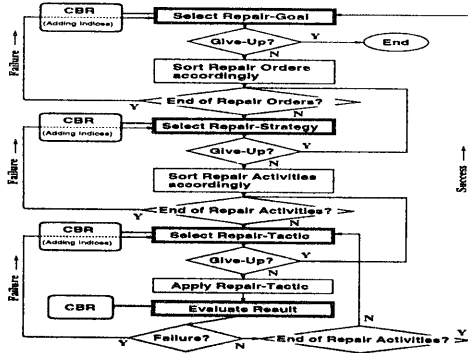 CBR
(Adding Indices)
Select Repair-Goal
Give-Up?
Y
End
N
Sort Repair Orders
accordingly
Failure
Y
End of Repair Orders?
N
CBR
(Adding Indices)
Select Repair-Strategy
Give-Up?
Y
N
Sort Repair Activities
accordingly
Failure
Success
Y
End of Repair Activities?
N
CBR
(Adding Indices)
Select Repair-Tactic
Give-Up?
Y
N
Apply Repair-Tactic
Failure
CBR
Evaluate Result
N
Y
Failure?
N
End of Repair Activities?
Y